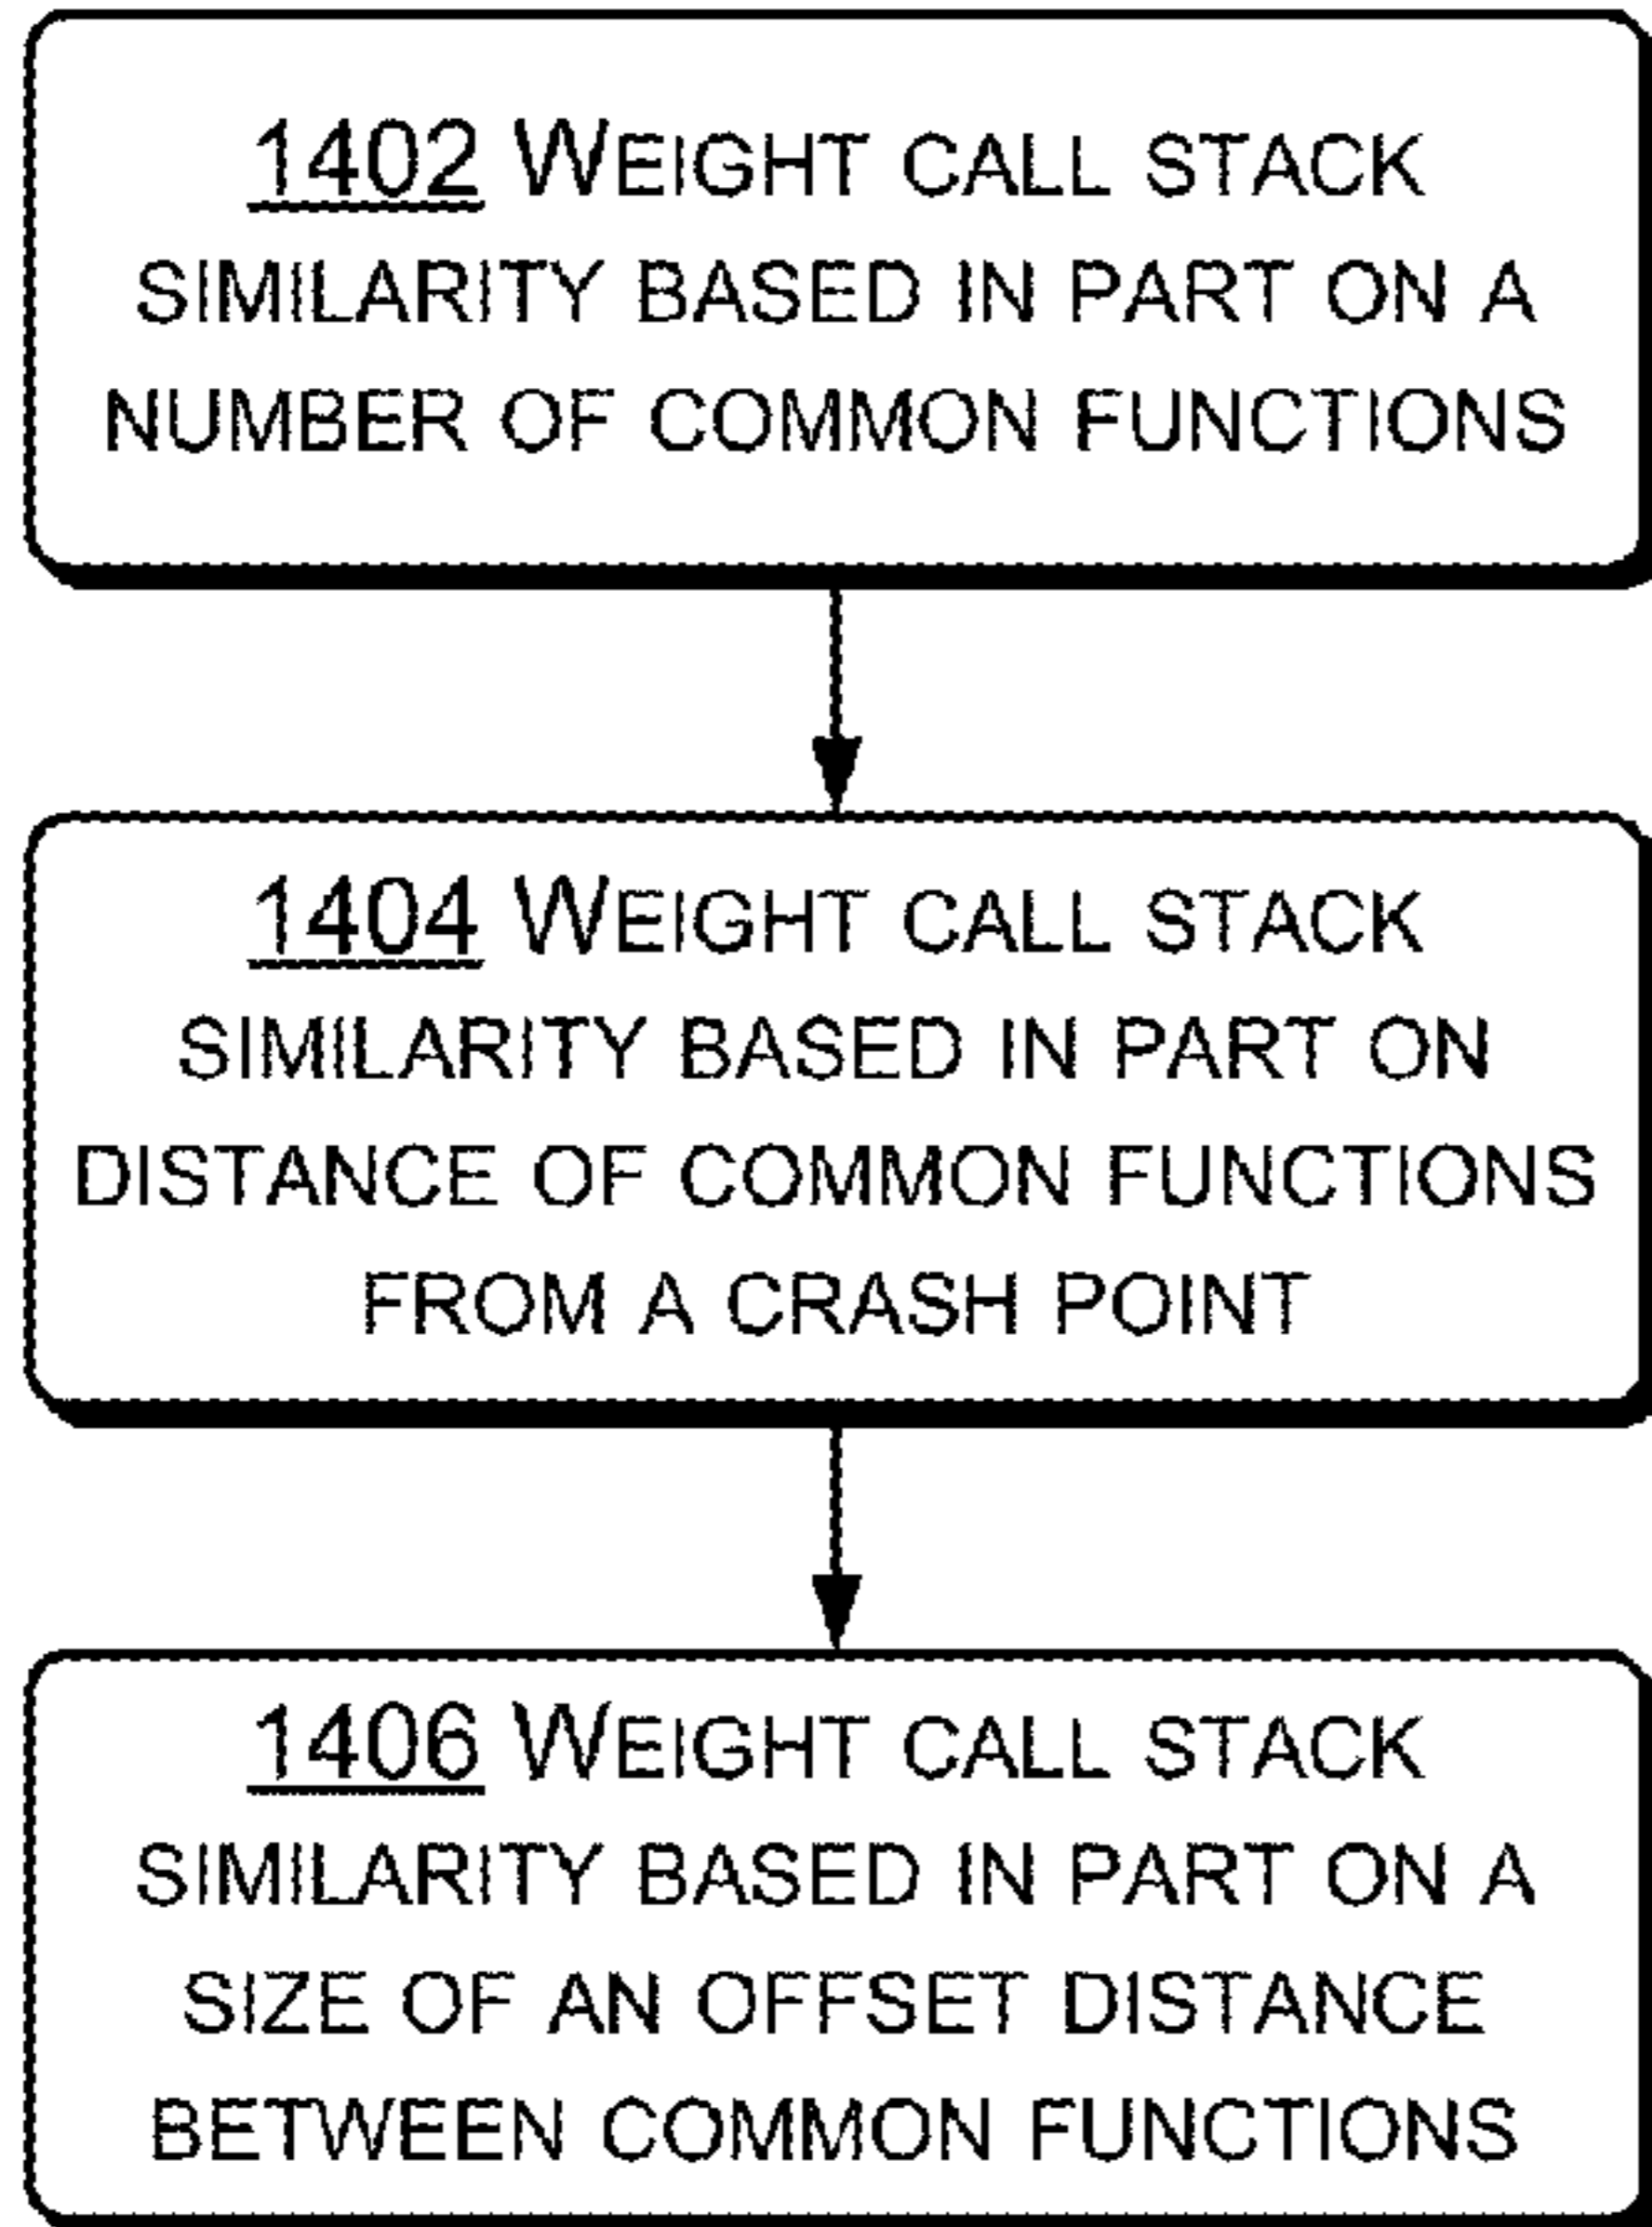 1402 WEIGHT CALL STACK
SIMILARITY BASED IN PART ON A
NUMBER OF COMMON FUNCTIONS
1404 WEIGHT CALL STACK
SIMILARITY BASED IN PART ON
DISTANCE OF COMMON FUNCTIONS
FROM A CRASH POINT
1406 WEIGHT CALL STACK
SIMILARITY BASED IN PART ON A
SIZE OF AN OFFSET DISTANCE
BETWEEN COMMON FUNCTIONS